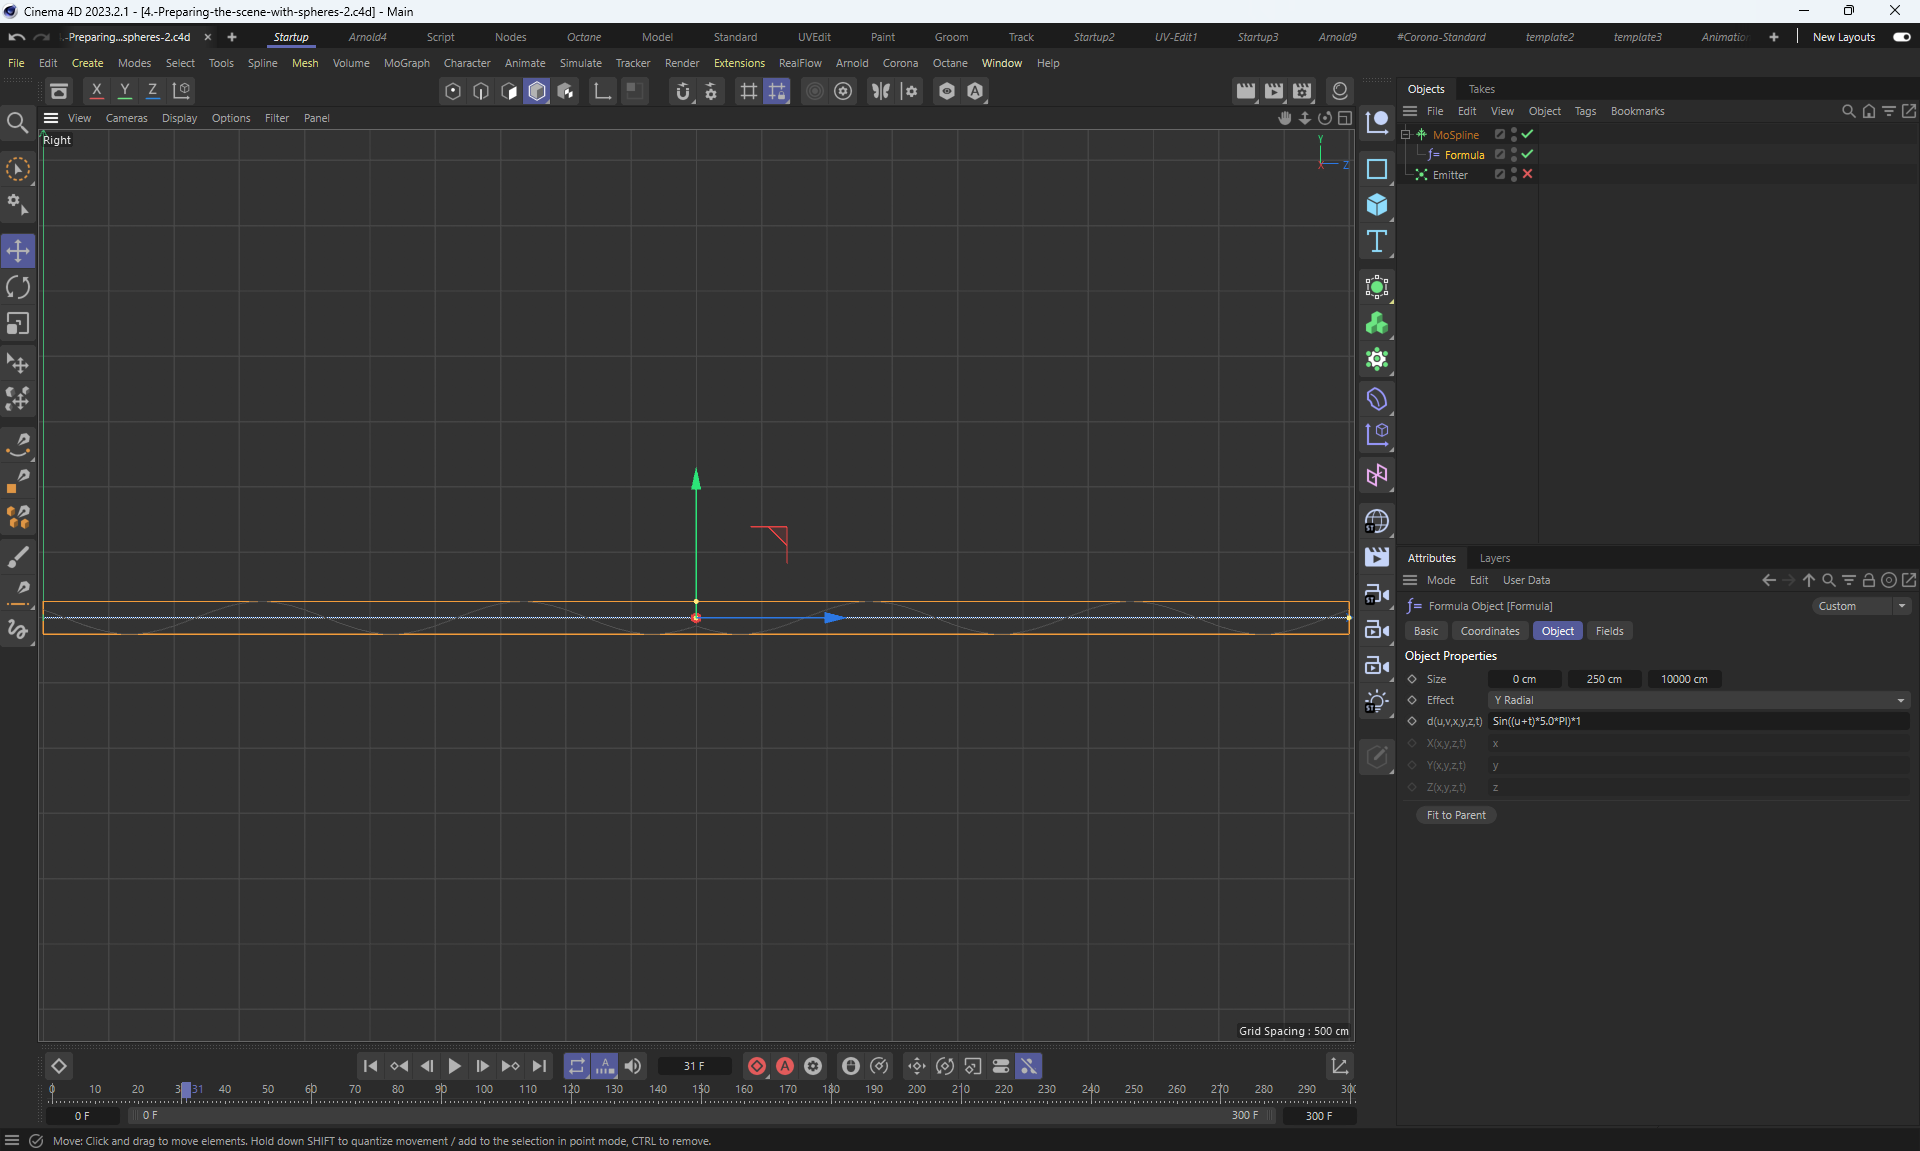 Cinema 4D 2023.2.1 - [4.-Preparing-the-scene-with-spheres-2.c4d] - Main
.-Preparing...spheres-2.c4d × + Startup Arnold4 Script Nodes Octane Model Standard UVEdit Paint Groom Track Startup2 UV-Edit1 Startup3 Arnold9 #Corona-Standard template2 template3 Animation + New Layouts
File Edit Create Modes Select Tools Spline Mesh Volume MoGraph Character Animate Simulate Tracker Render Extensions RealFlow Arnold Corona Octane Window Help
X Y Z
Objects Takes
File Edit View Object Tags Bookmarks
View Cameras Display Options Filter Panel
Right
Y
X Z
MoSpline
Formula
Emitter
Attributes Layers
Mode Edit User Data
Formula Object [Formula] Custom
Basic Coordinates Object Fields
Object Properties
Size 0 cm 250 cm 10000 cm
Effect Y Radial
d(u,v,x,y,z,t) Sin((u+t)*5.0*PI)*1
X(x,y,z,t) x
Y(x,y,z,t) y
Z(x,y,z,t) z
Fit to Parent
Grid Spacing : 500 cm
31 F
0 10 20 3 31 40 50 60 70 80 90 100 110 120 130 140 150 160 170 180 190 200 210 220 230 240 250 260 270 280 290 300
0 F 0 F 300 F 300 F
Move: Click and drag to move elements. Hold down SHIFT to quantize movement / add to the selection in point mode, CTRL to remove.